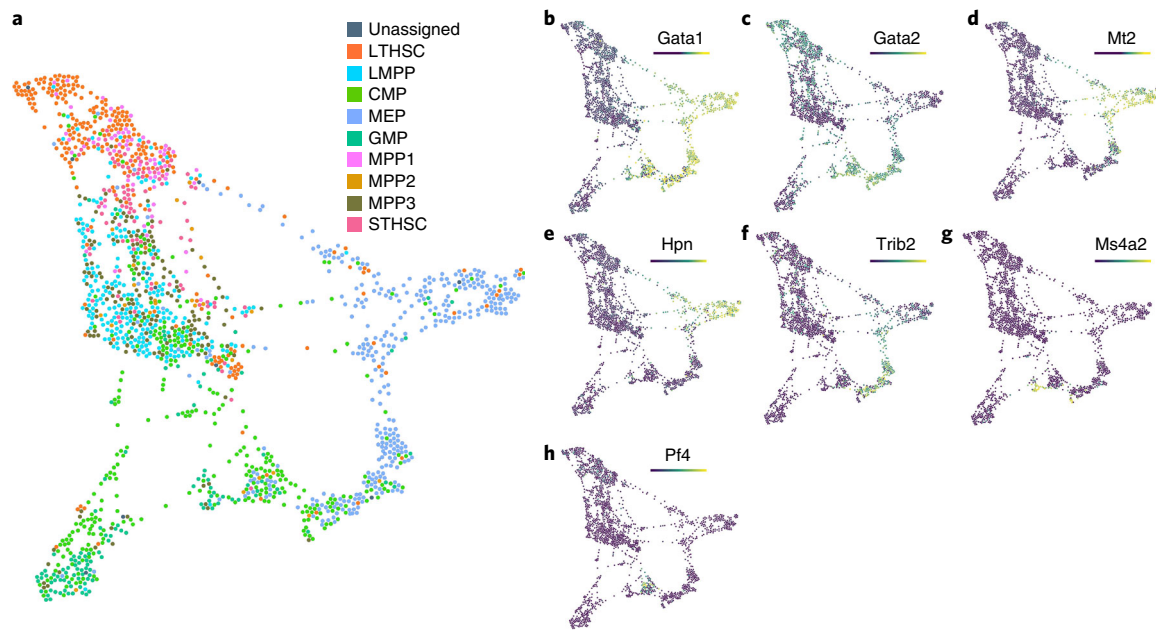 a
Unassigned
LTHSC
LMPP
CMP
MEP
GMP
MPP1
MPP2
MPP3
STHSC
b
Gata1
c
Gata2
d
Mt2
e
Hpn
f
Trib2
g
Ms4a2
h
Pf4